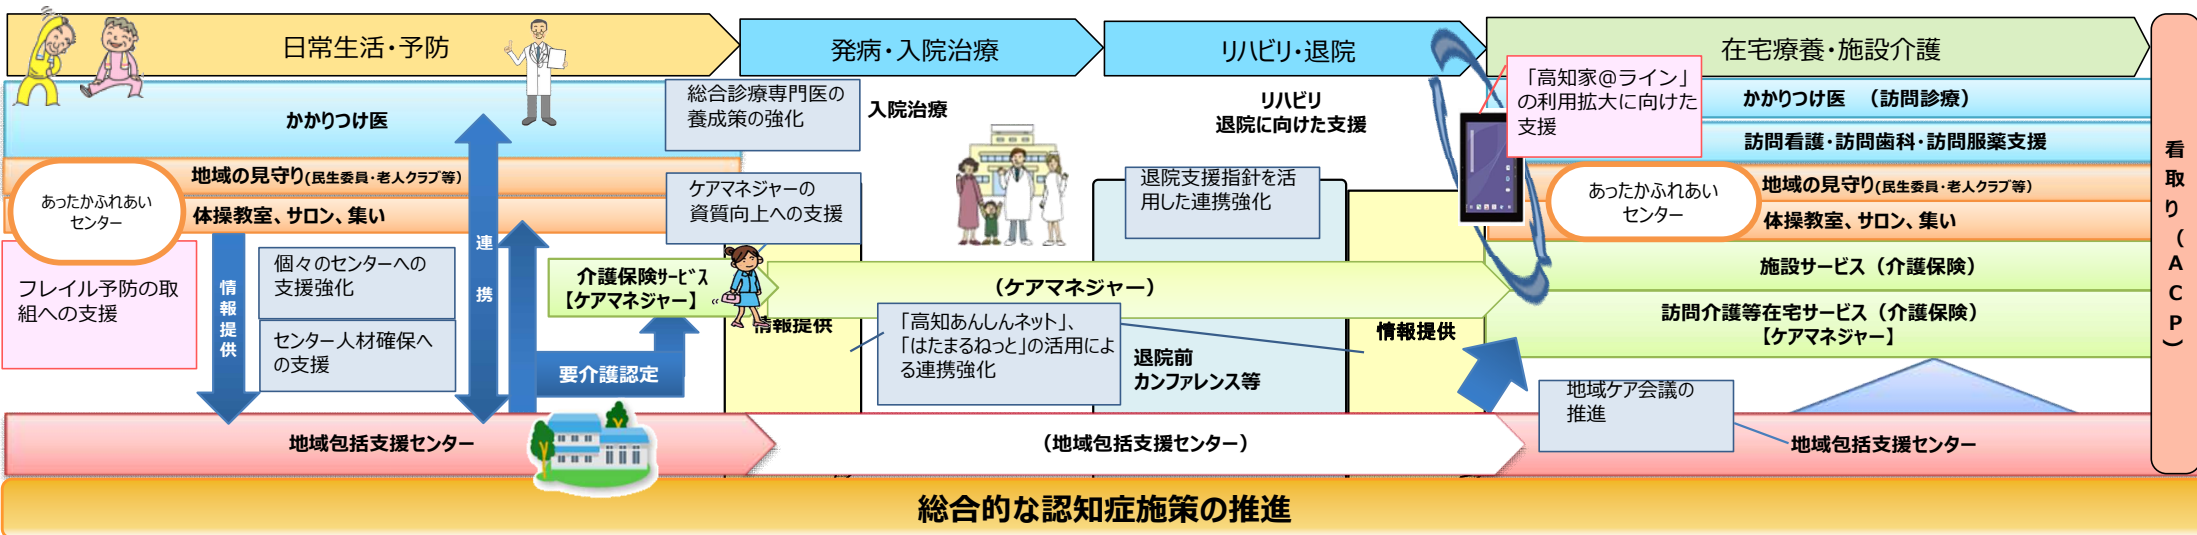 日常生活・予防
発病・入院治療
リハビリ・退院
在宅療養・施設介護
かかりつけ医
総合診療専門医の
養成策の強化
入院治療
リハビリ
退院に向けた支援
「高知家@ライン」
の利用拡大に向けた
支援
かかりつけ医 （訪問診療）
訪問看護・訪問歯科・訪問服薬支援
看取り（ACP）
あったかふれあい
センター
地域の見守り(民生委員・老人クラブ等)
体操教室、サロン、集い
ケアマネジャーの
資質向上への支援
退院支援指針を活
用した連携強化
あったかふれあい
センター
地域の見守り(民生委員・老人クラブ等)
体操教室、サロン、集い
フレイル予防の取
組への支援
情報提供
個々のセンターへの
支援強化
センター人材確保へ
の支援
連携
介護保険サービス
【ケアマネジャー】
（ケアマネジャー）
施設サービス（介護保険）
訪問介護等在宅サービス（介護保険）
【ケアマネジャー】
情報提供
「高知あんしんネット」、
「はたまるねっと」の活用によ
る連携強化
退院前
カンファレンス等
情報提供
要介護認定
地域ケア会議の
推進
地域包括支援センター
（地域包括支援センター）
地域包括支援センター
総合的な認知症施策の推進